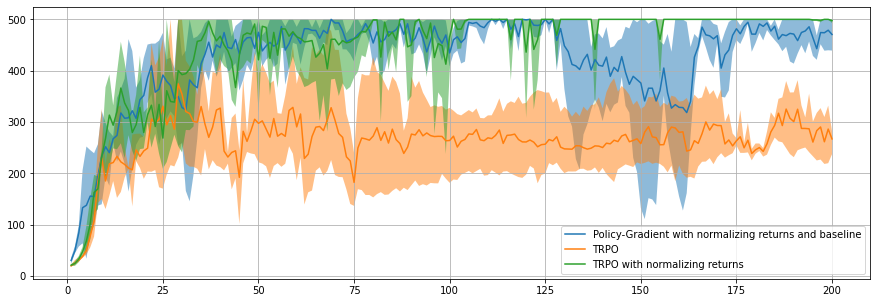 500
400
300
200
100
0
0 25 50 75 100 125 150 175 200
Policy-Gradient with normalizing returns and baseline
TRPO
TRPO with normalizing returns